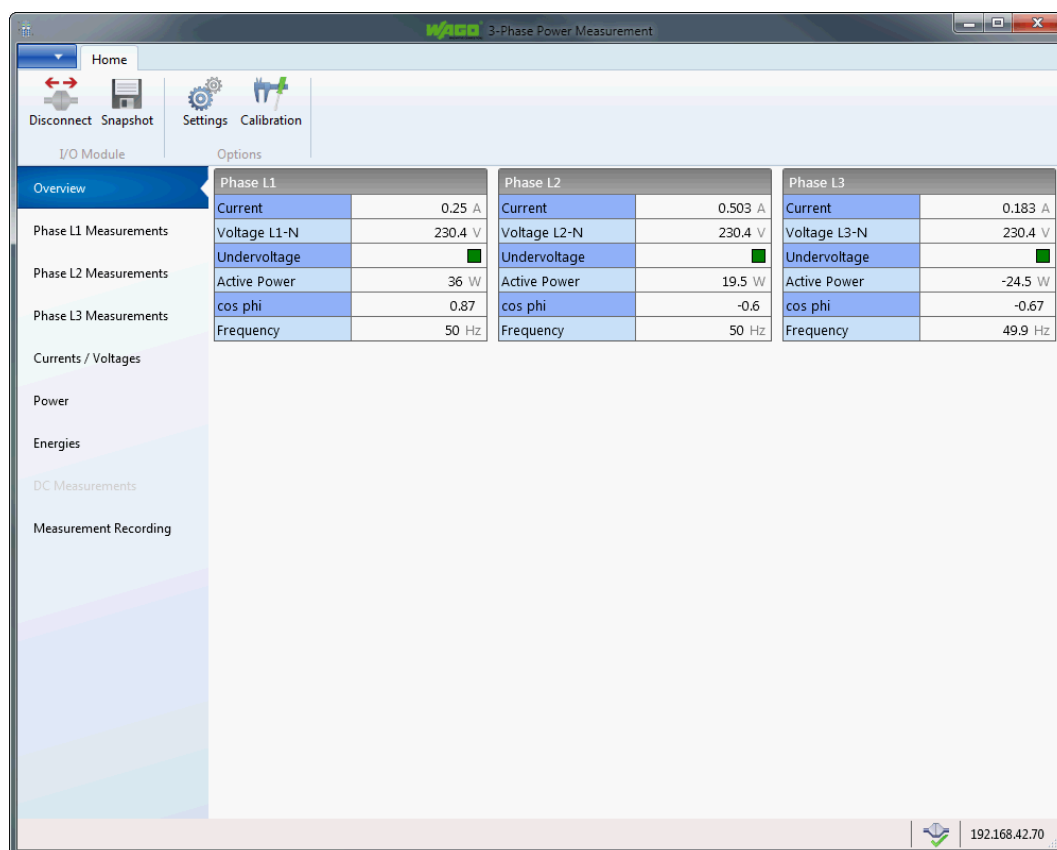 WAGO 3-Phase Power Measurement
Home
Disconnect Snapshot Settings Calibration
I/O Module Options
Overview
Phase L1 Measurements
Phase L2 Measurements
Phase L3 Measurements
Currents / Voltages
Power
Energies
DC Measurements
Measurement Recording
Phase L1
Current 0.25 A
Voltage L1-N 230.4 V
Undervoltage
Active Power 36 W
cos phi 0.87
Frequency 50 Hz
Phase L2
Current 0.503 A
Voltage L2-N 230.4 V
Undervoltage
Active Power 19.5 W
cos phi -0.6
Frequency 50 Hz
Phase L3
Current 0.183 A
Voltage L3-N 230.4 V
Undervoltage
Active Power -24.5 W
cos phi -0.67
Frequency 49.9 Hz
192.168.42.70